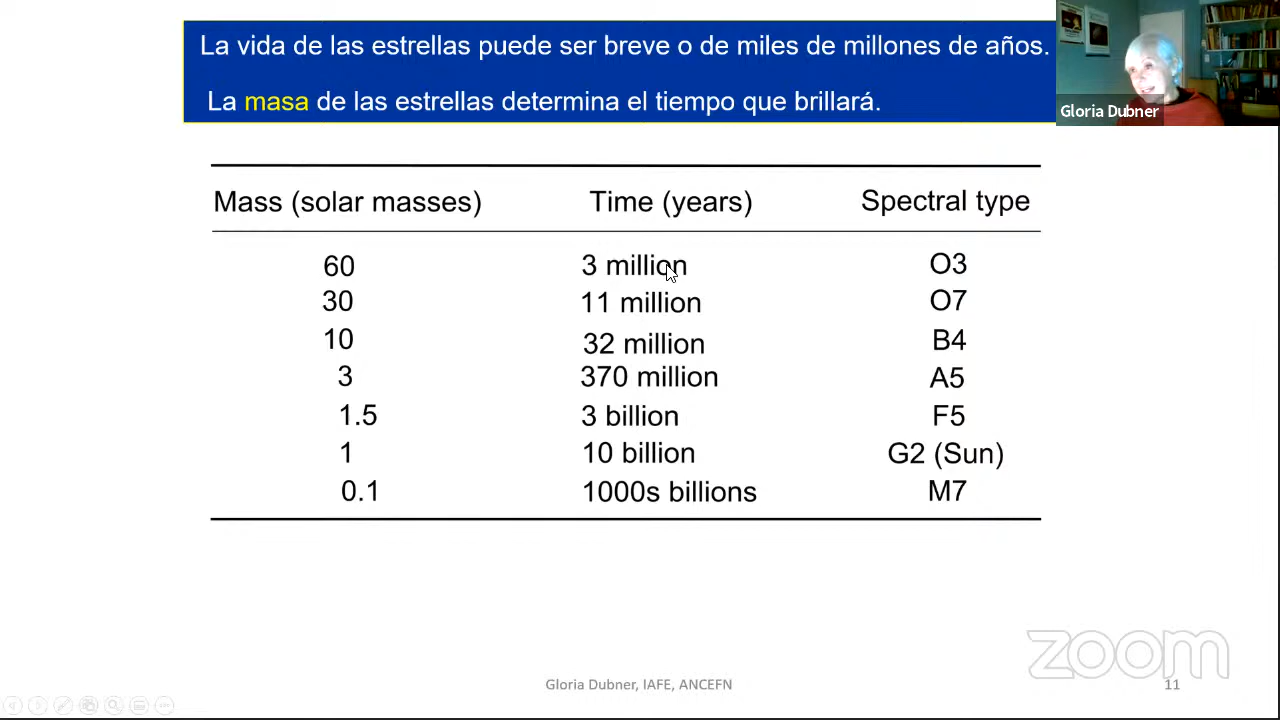 La vida de las estrellas puede ser breve o de miles de millones de años.
La masa de las estrellas determina el tiempo que brillará.
Gloria Dubner
Mass (solar masses) Time (years) Spectral type
60 3 million O3
30 11 million O7
10 32 million B4
3 370 million A5
1.5 3 billion F5
1 10 billion G2 (Sun)
0.1 1000s billions M7
zoom
Gloria Dubner, IAFE, ANCEFN 11